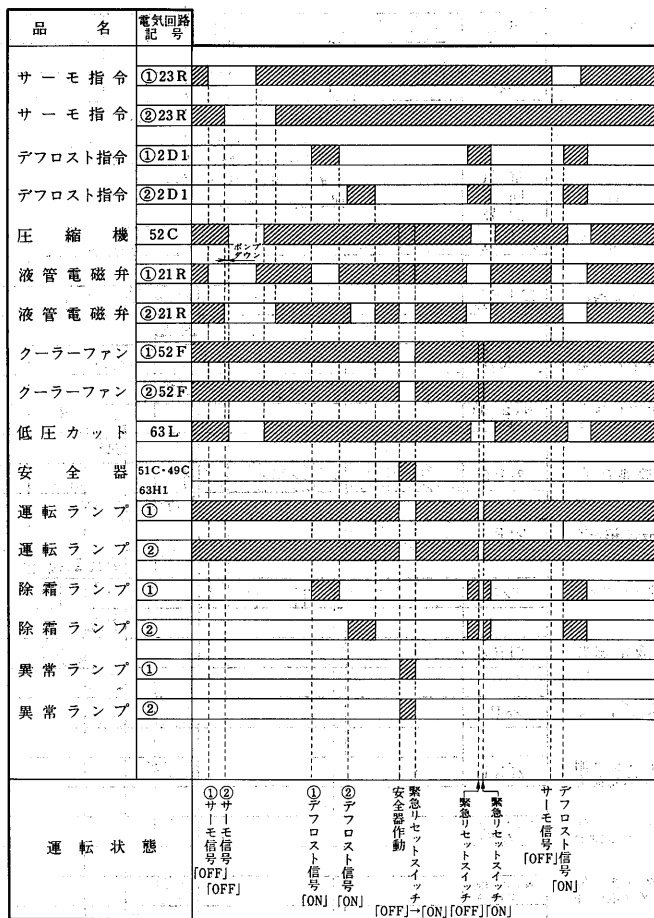 品名 電気回路記号
サーモ指令 ①23R
サーモ指令 ②23R
デフロスト指令 ①2D1
デフロスト指令 ②2D1
圧縮機 52C
ポンプダウン
液管電磁弁 ①21R
液管電磁弁 ②21R
クーラーファン ①52F
クーラーファン ②52F
低圧カット 63L
安全器 51C・49C
63H1
運転ランプ ①
運転ランプ ②
除霜ランプ ①
除霜ランプ ②
異常ランプ ①
異常ランプ ②
運転状態
①サーモ信号「OFF」
②サーモ信号「OFF」
①デフロスト信号「ON」
②デフロスト信号「ON」
安全器作動
緊急リセットスイッチ「OFF」→「ON」
緊急リセットスイッチ「OFF」
緊急リセットスイッチ「ON」
サーモ信号「OFF」
デフロスト信号「ON」